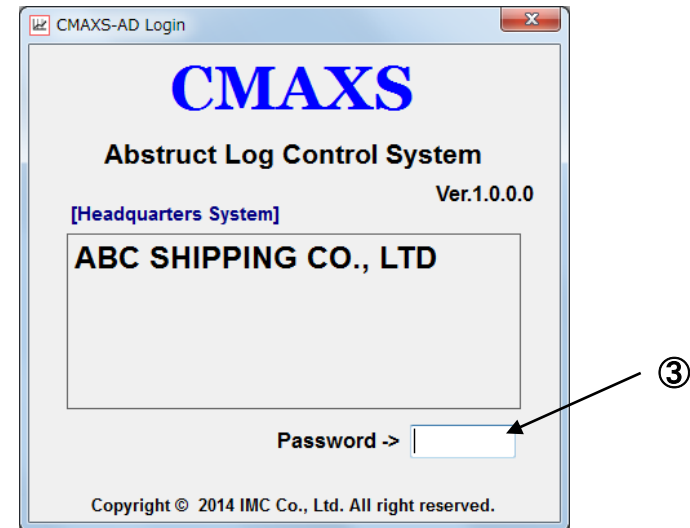 CMAXS-AD Login
CMAXS
Abstruct Log Control System
Ver.1.0.0.0
[Headquarters System]
ABC SHIPPING CO., LTD
③
Password ->
Copyright © 2014 IMC Co., Ltd. All right reserved.